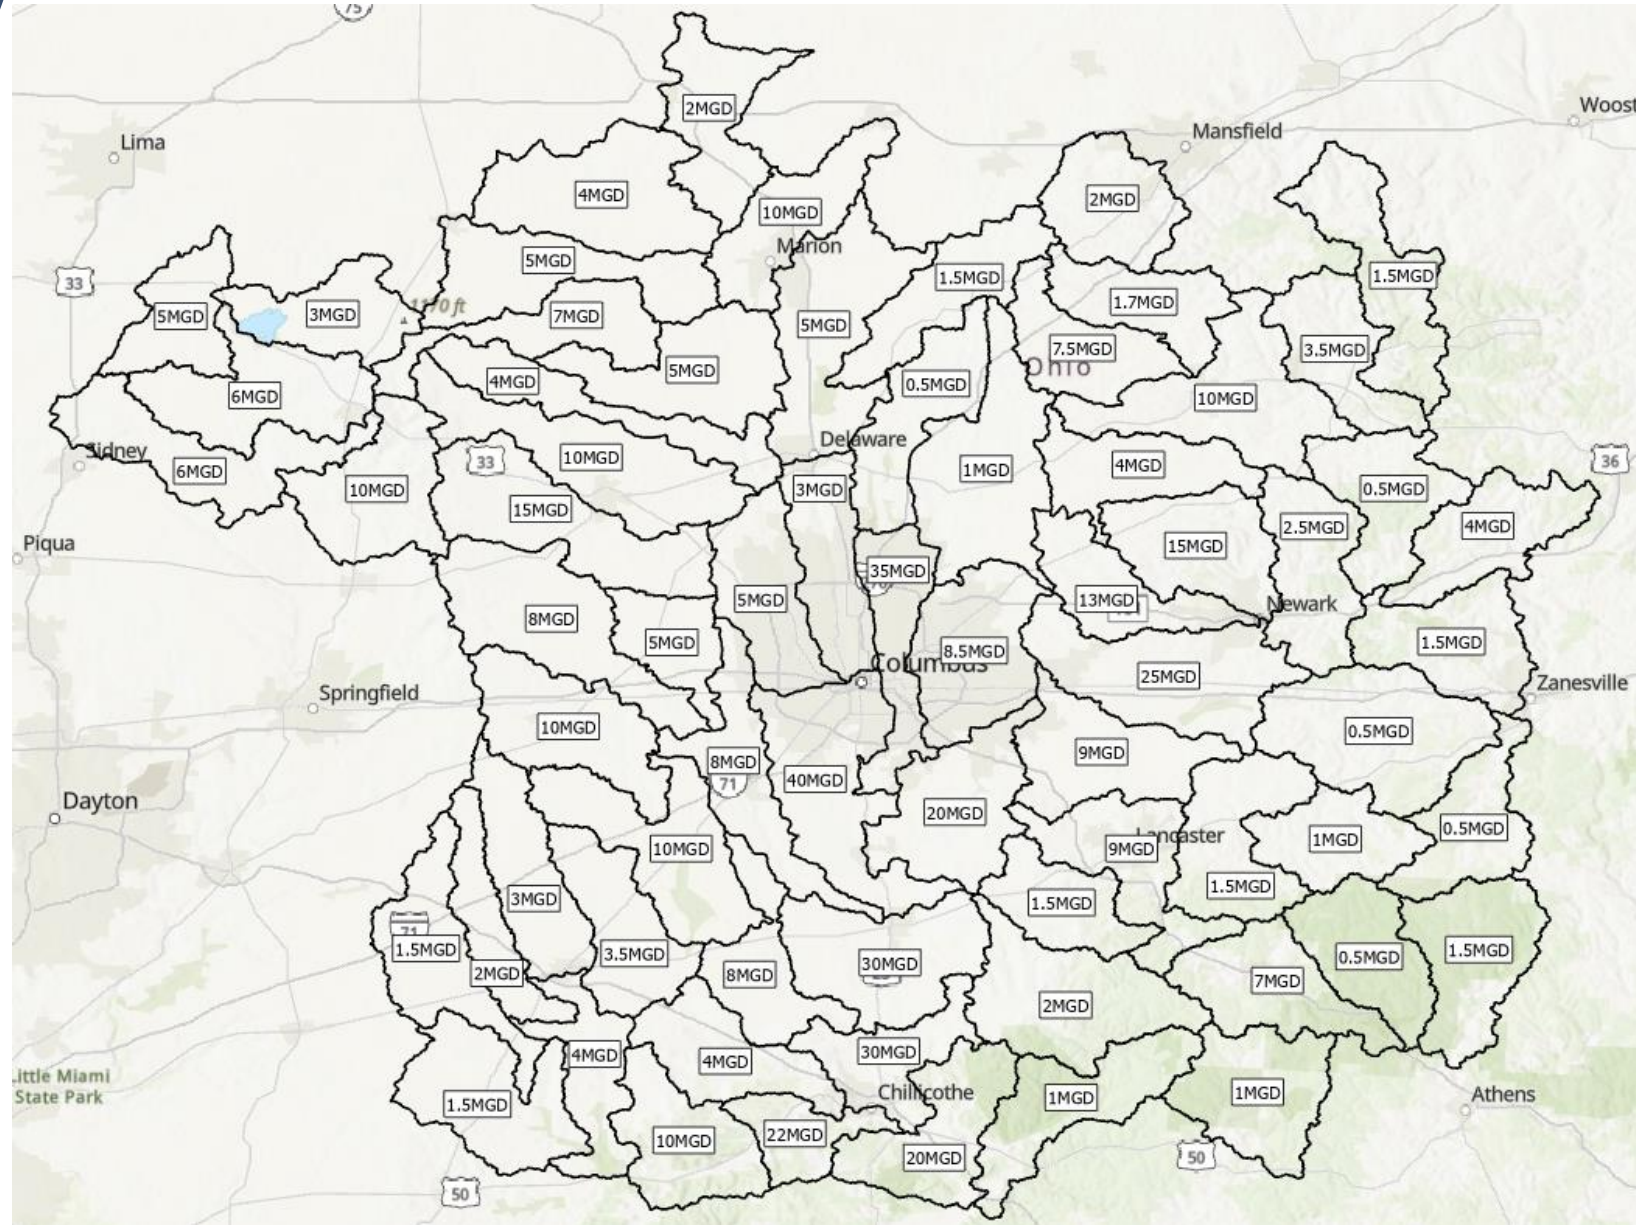 75
2MGD
Lima
Mansfield
Woost
4MGD
2MGD
10MGD
Marion
5MGD
1.5MGD
1.5MGD
33
5MGD
3MGD
1170 ft
7MGD
1.7MGD
5MGD
7.5MGD
3.5MGD
Ohio
5MGD
4MGD
0.5MGD
6MGD
10MGD
Delaware
Sidney
33
10MGD
36
6MGD
1MGD
4MGD
10MGD
3MGD
0.5MGD
15MGD
2.5MGD
4MGD
Piqua
15MGD
35MGD
5MGD
13MGD
Newark
8MGD
5MGD
8.5MGD
1.5MGD
Columbus
25MGD
Zanesville
Springfield
10MGD
0.5MGD
9MGD
8MGD
71
40MGD
Dayton
20MGD
Lancaster
1MGD
0.5MGD
10MGD
9MGD
1.5MGD
3MGD
1.5MGD
71
1.5MGD
3.5MGD
2MGD
8MGD
30MGD
7MGD
0.5MGD
1.5MGD
2MGD
4MGD
4MGD
30MGD
Little Miami
State Park
Chillicothe
1MGD
1MGD
Athens
1.5MGD
10MGD
22MGD
20MGD
50
50